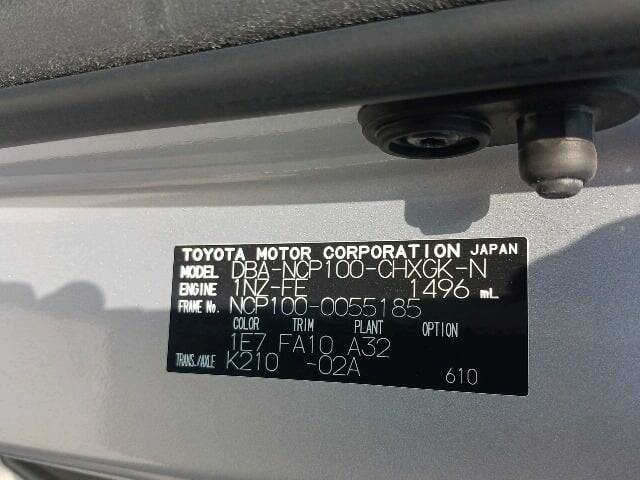 TOYOTA MOTOR CORPORATION JAPAN
MODEL DBA-NCP100-CHXGK-N
ENGINE 1NZ-FE 1496 mL
FRAME No. NCP100-0055185
COLOR TRIM PLANT OPTION
1E7 FA10 A32
TRANS./AXLE K210 -02A
610